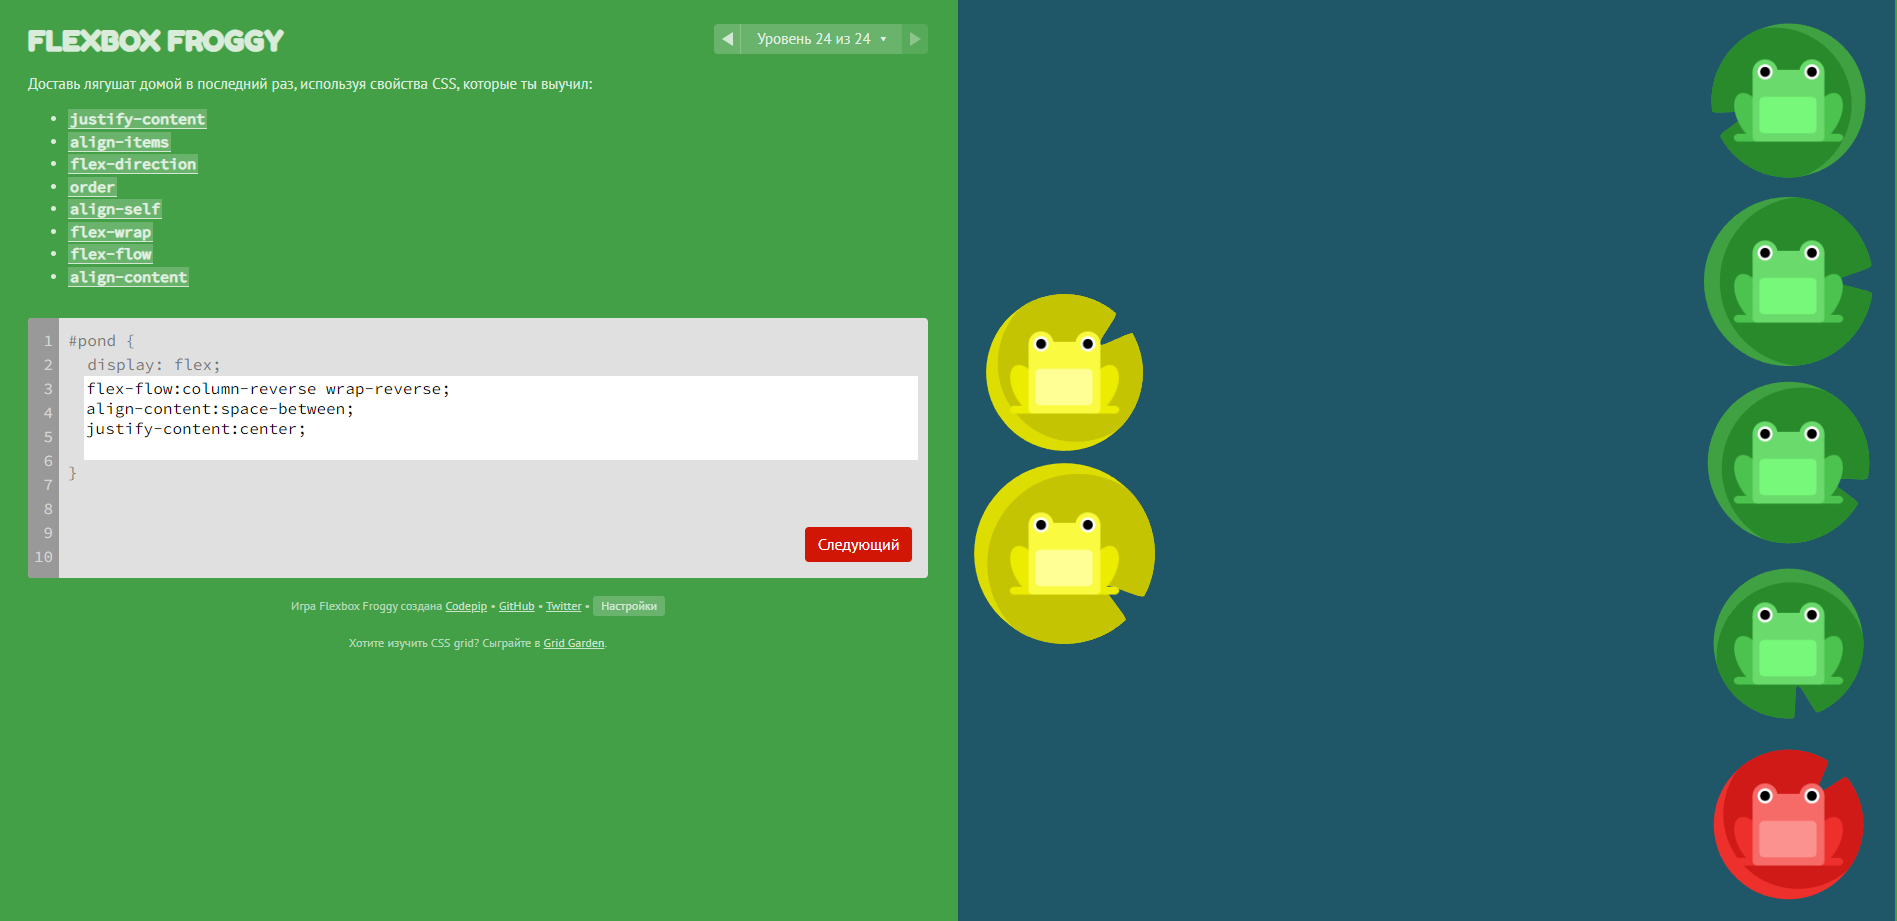 FLEXBOX FROGGY
Уровень 24 из 24
Доставь лягушат домой в последний раз, используя свойства CSS, которые ты выучил:
justify-content
align-items
flex-direction
order
align-self
flex-wrap
flex-flow
align-content
1 #pond {
2 display: flex;
3 flex-flow:column-reverse wrap-reverse;
4 align-content:space-between;
5 justify-content:center;
6
7 }
8
9
10
Следующий
Игра Flexbox Froggy создана Codepip • GitHub • Twitter • Настройки
Хотите изучить CSS grid? Сыграйте в Grid Garden.